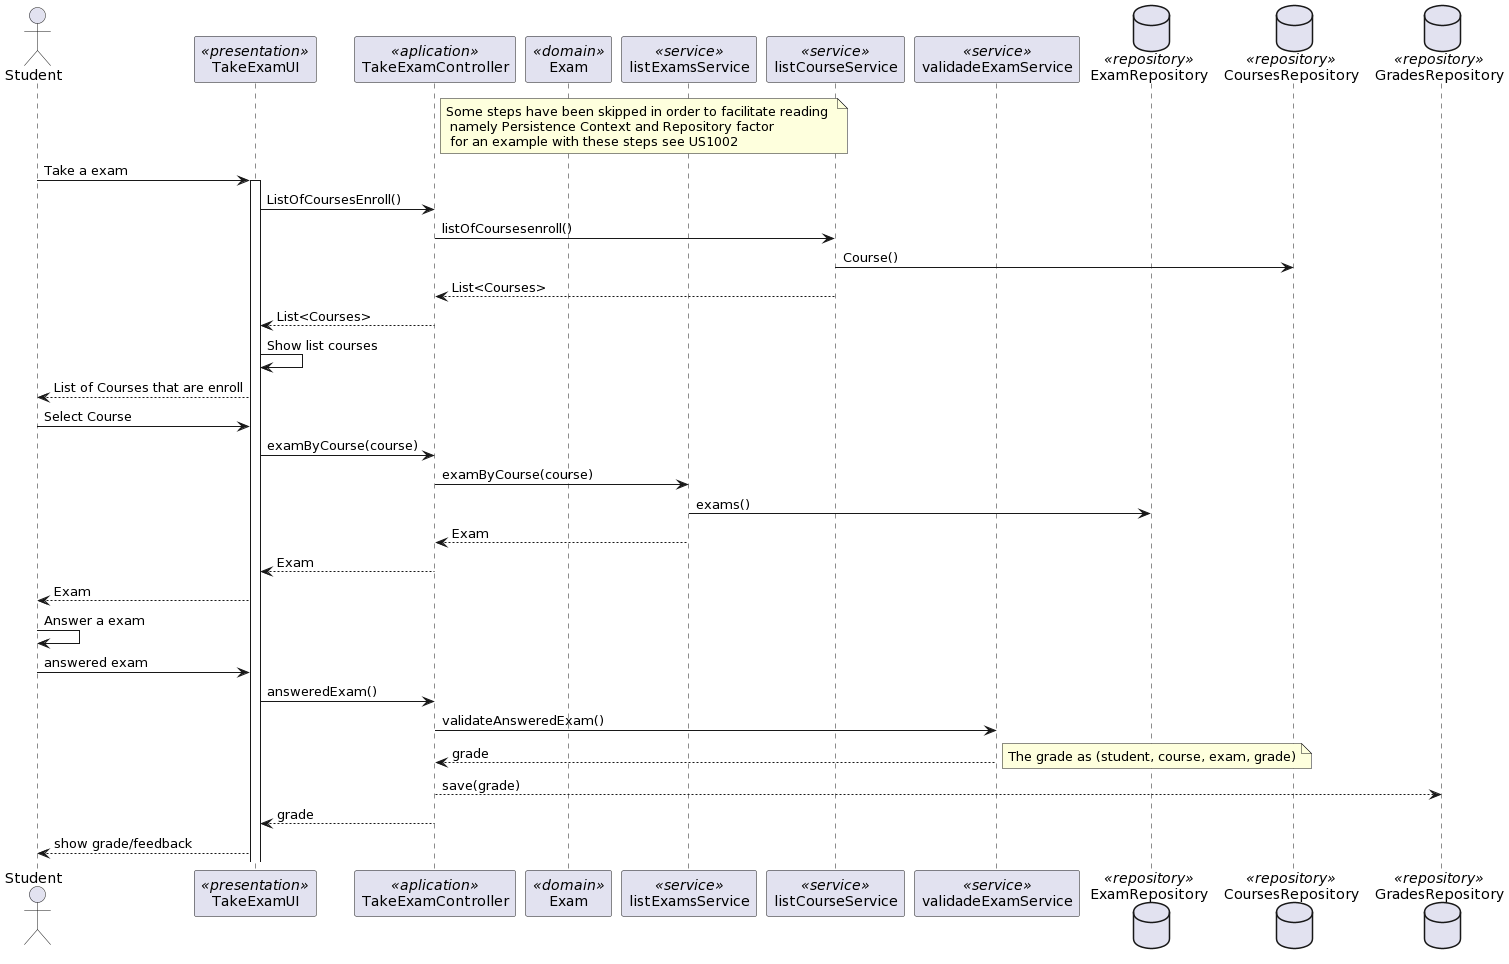 Student
«presentation»
TakeExamUI
«aplication»
TakeExamController
«domain»
Exam
«service»
listExamsService
«service»
listCourseService
«service»
validadeExamService
«repository»
ExamRepository
«repository»
CoursesRepository
«repository»
GradesRepository
Some steps have been skipped in order to facilitate reading
namely Persistence Context and Repository factor
for an example with these steps see US1002
Take a exam
ListOfCoursesEnroll()
listOfCoursesenroll()
Course()
List<Courses>
List<Courses>
Show list courses
List of Courses that are enroll
Select Course
examByCourse(course)
examByCourse(course)
exams()
Exam
Exam
Exam
Answer a exam
answered exam
answeredExam()
validateAnsweredExam()
grade
The grade as (student, course, exam, grade)
save(grade)
grade
show grade/feedback
Student
«presentation»
TakeExamUI
«aplication»
TakeExamController
«domain»
Exam
«service»
listExamsService
«service»
listCourseService
«service»
validadeExamService
«repository»
ExamRepository
«repository»
CoursesRepository
«repository»
GradesRepository